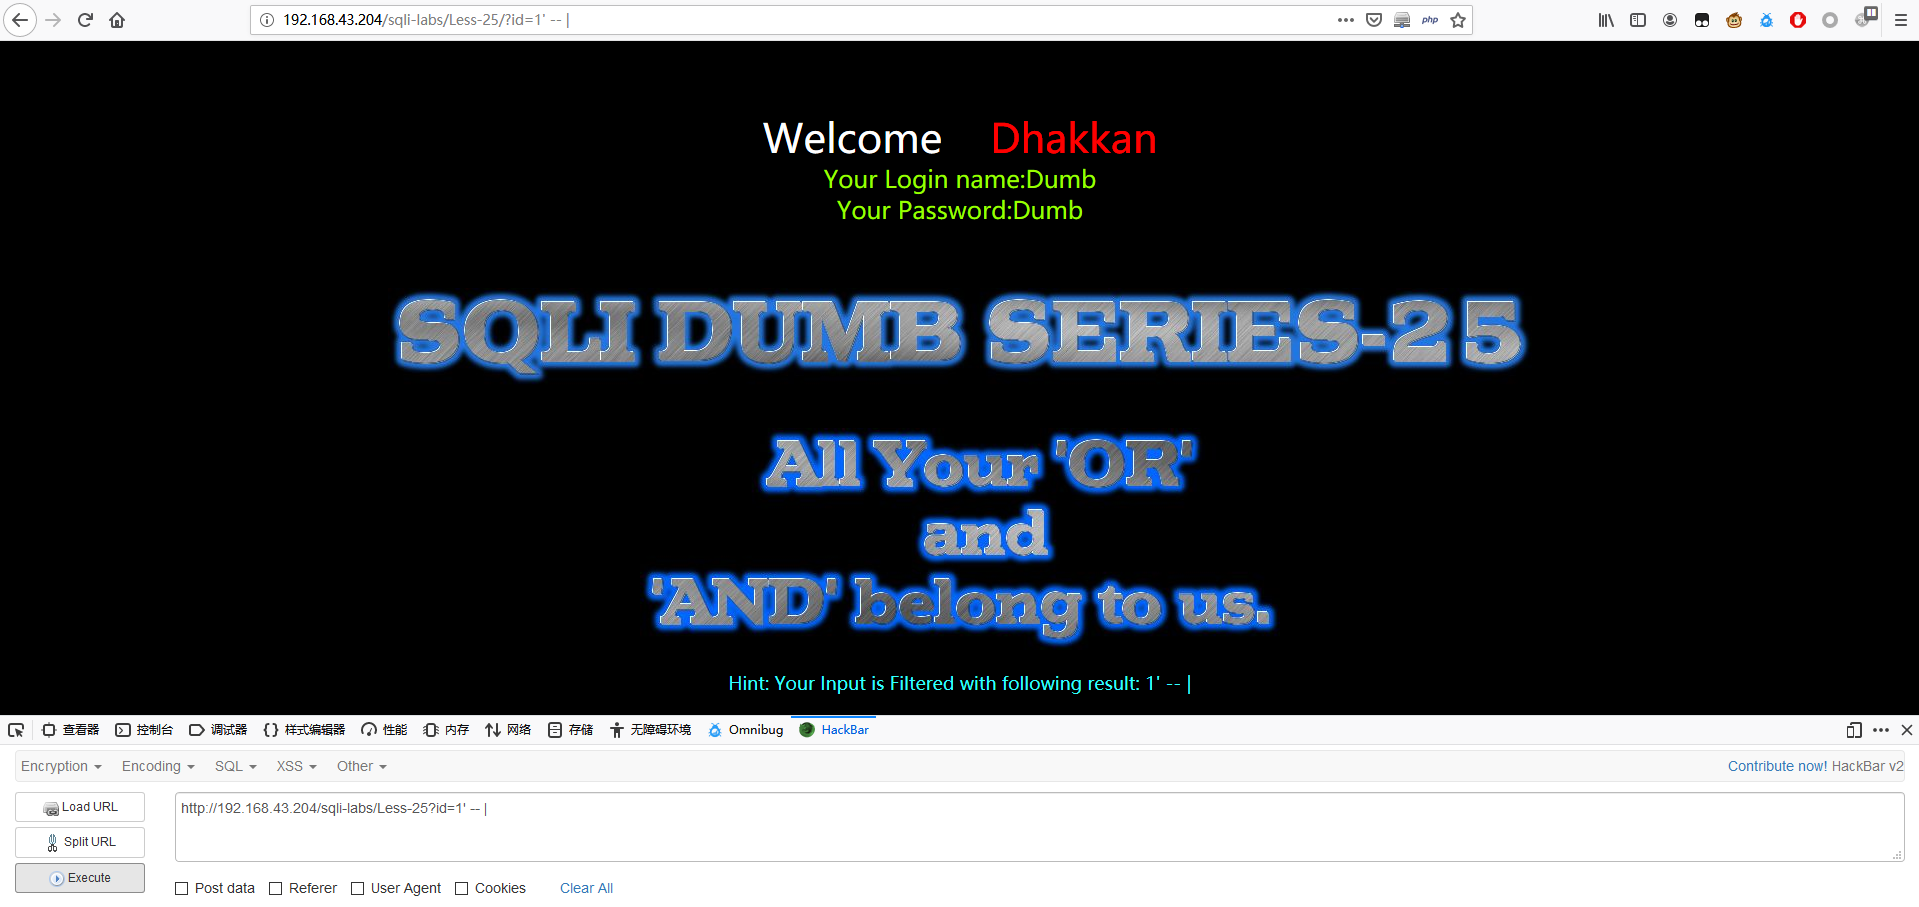 192.168.43.204/sqli-labs/Less-25/?id=1' -- |
php
Welcome Dhakkan
Your Login name:Dumb
Your Password:Dumb
SQLI DUMB SERIES-25
All Your 'OR'
and
'AND' belong to us.
Hint: Your Input is Filtered with following result: 1' -- |
查看器 控制台 调试器 样式编辑器 性能 内存 网络 存储 无障碍环境 Omnibug HackBar
Encryption Encoding SQL XSS Other Contribute now! HackBar v2
Load URL http://192.168.43.204/sqli-labs/Less-25?id=1' -- |
Split URL
Execute
Post data Referer User Agent Cookies Clear All